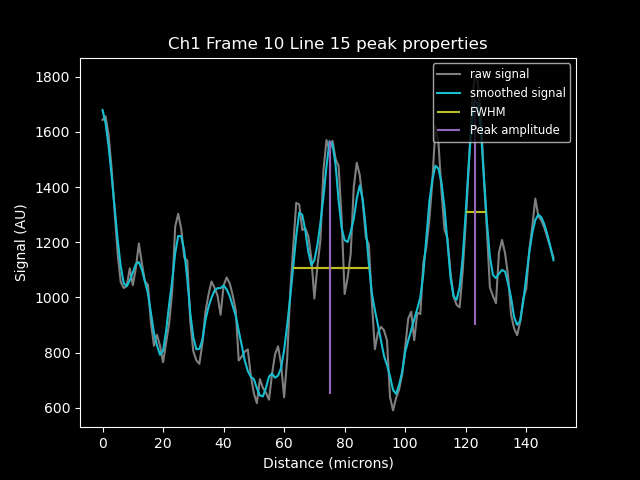 Ch1 Frame 10 Line 15 peak properties
raw signal
smoothed signal
FWHM
Peak amplitude
Signal (AU)
1800
1600
1400
1200
1000
800
600
0 20 40 60 80 100 120 140
Distance (microns)